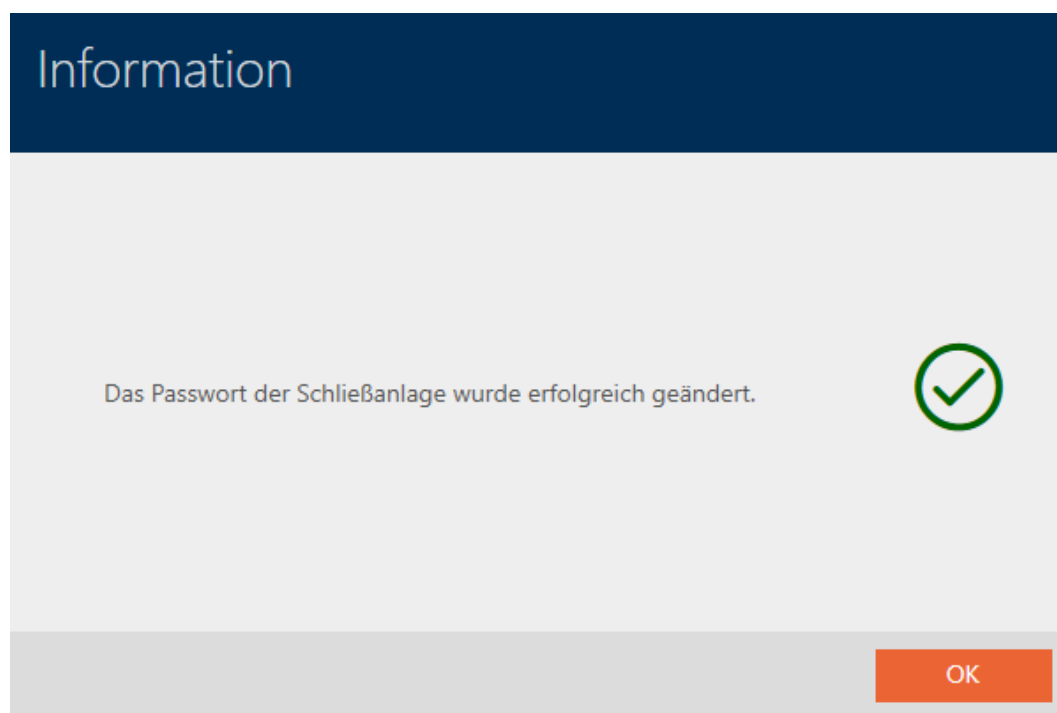 Information
Das Passwort der Schließanlage wurde erfolgreich geändert.
OK